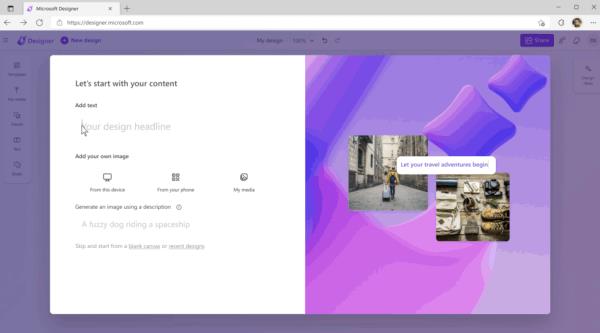 Microsoft Designer
https://designer.microsoft.com
Designer
New design
My design
100%
Share
Templates
My media
Visuals
Text
Styles
Design
Ideas
Let's start with your content
Add text
Your design headline
Add your own image
From this device
From your phone
My media
Generate an image using a description
A fuzzy dog riding a spaceship
Skip and start from a blank canvas or recent designs
Let your travel adventures begin